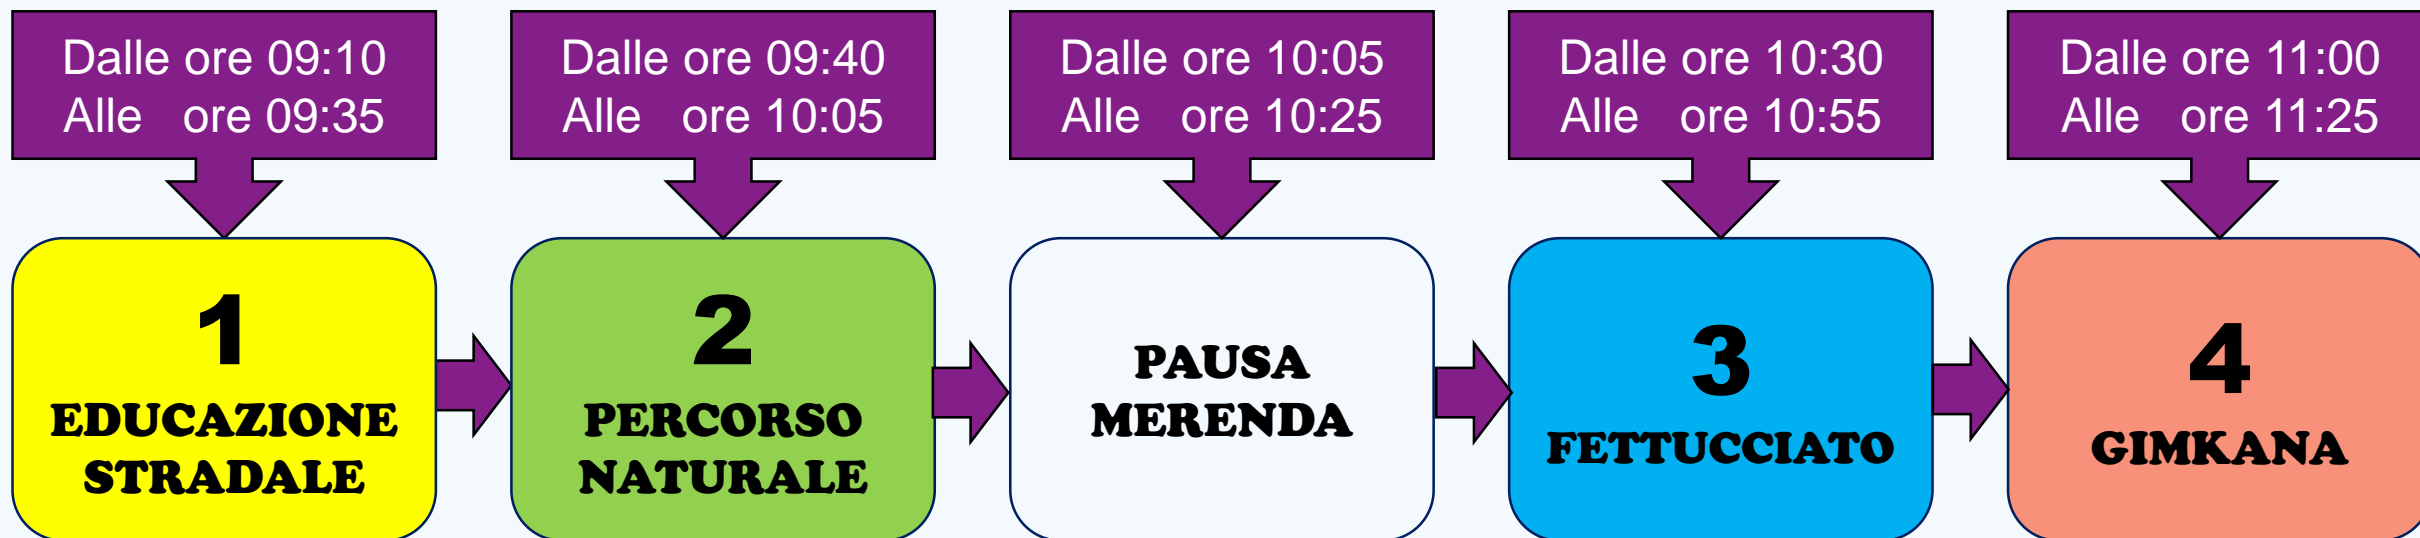 Dalle ore 09:10
Alle ore 09:35
Dalle ore 09:40
Alle ore 10:05
Dalle ore 10:05
Alle ore 10:25
Dalle ore 10:30
Alle ore 10:55
Dalle ore 11:00
Alle ore 11:25
1
EDUCAZIONE
STRADALE
2
PERCORSO
NATURALE
PAUSA
MERENDA
3
FETTUCCIATO
4
GIMKANA